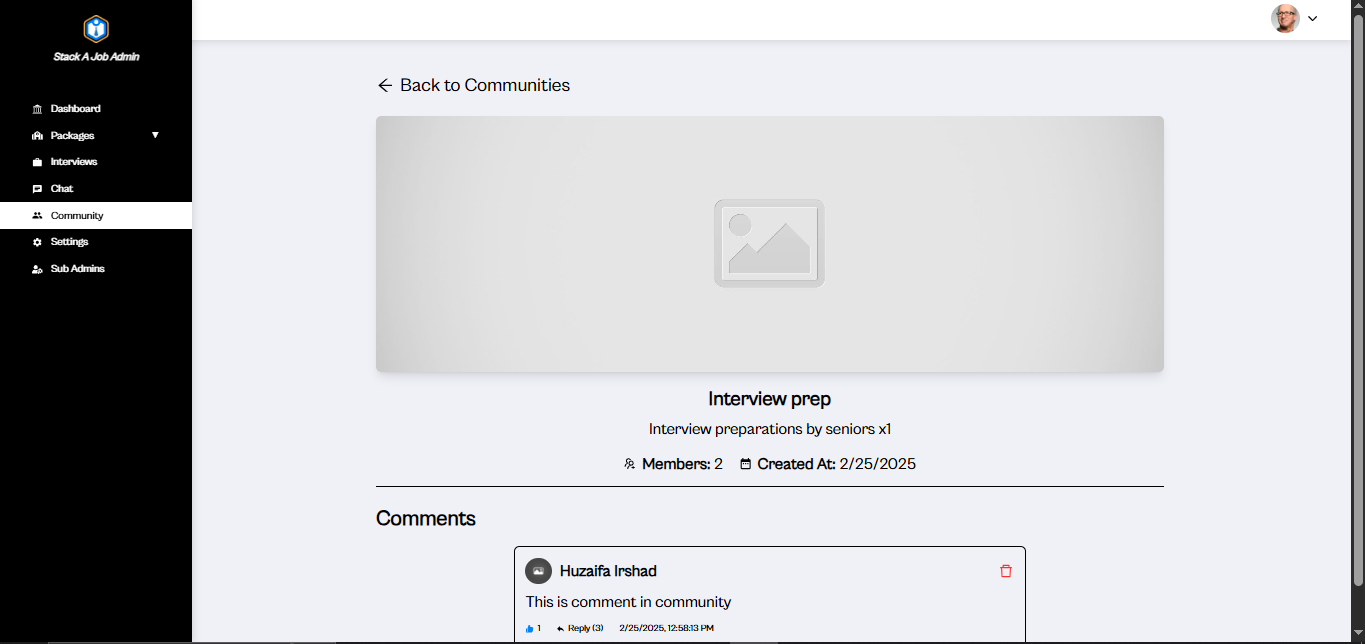 Stack A Job Admin
Dashboard
Packages
Interviews
Chat
Community
Settings
Sub Admins
Back to Communities
Interview prep
Interview preparations by seniors x1
Members: 2 Created At: 2/25/2025
Comments
Huzaifa Irshad
This is comment in community
1 Reply (3) 2/25/2025, 12:58:13 PM